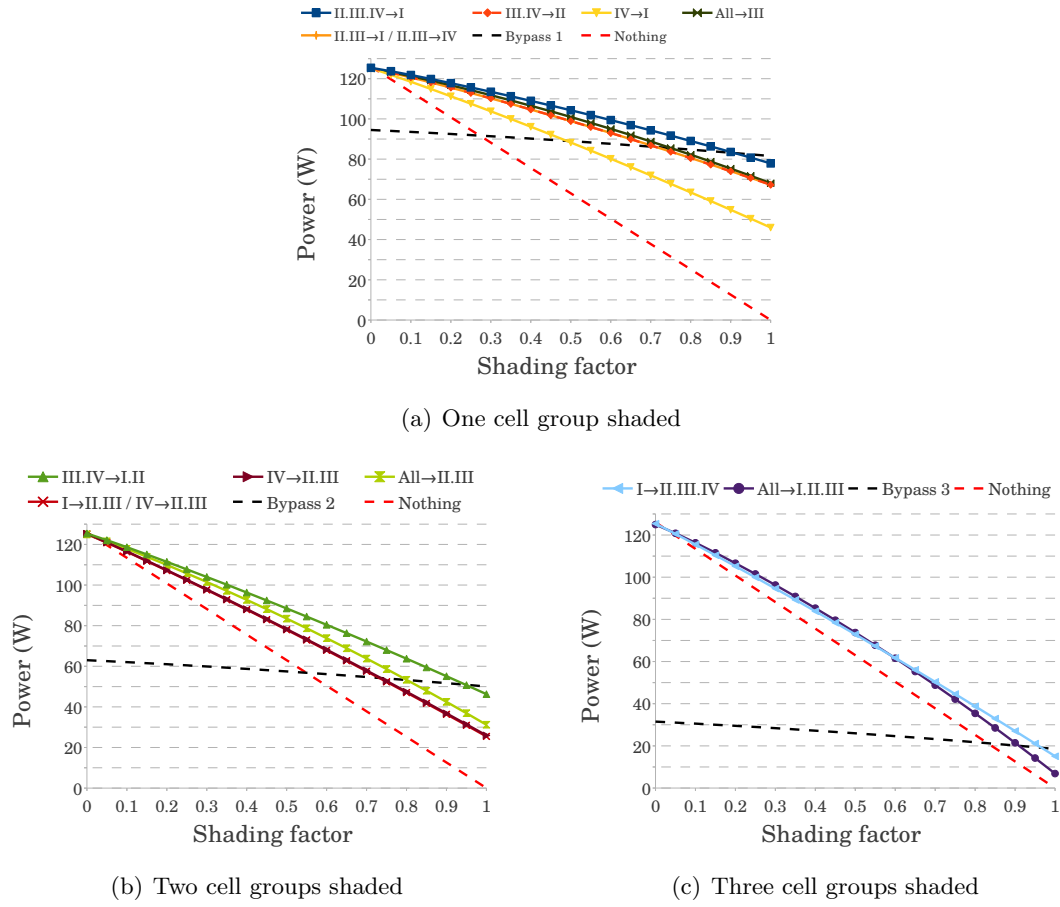 II.III.IV→I III.IV→II IV→I All→III
II.III→I / II.III→IV Bypass 1 Nothing
120
100
80
60
40
20
0
Power (W)
0 0.1 0.2 0.3 0.4 0.5 0.6 0.7 0.8 0.9 1
Shading factor
(a) One cell group shaded
III.IV→I.II IV→II.III All→II.III
I→II.III / IV→II.III Bypass 2 Nothing
120
100
80
60
40
20
0
Power (W)
0 0.1 0.2 0.3 0.4 0.5 0.6 0.7 0.8 0.9 1
Shading factor
(b) Two cell groups shaded
I→II.III.IV All→I.II.III Bypass 3 Nothing
120
100
80
60
40
20
0
Power (W)
0 0.1 0.2 0.3 0.4 0.5 0.6 0.7 0.8 0.9 1
Shading factor
(c) Three cell groups shaded